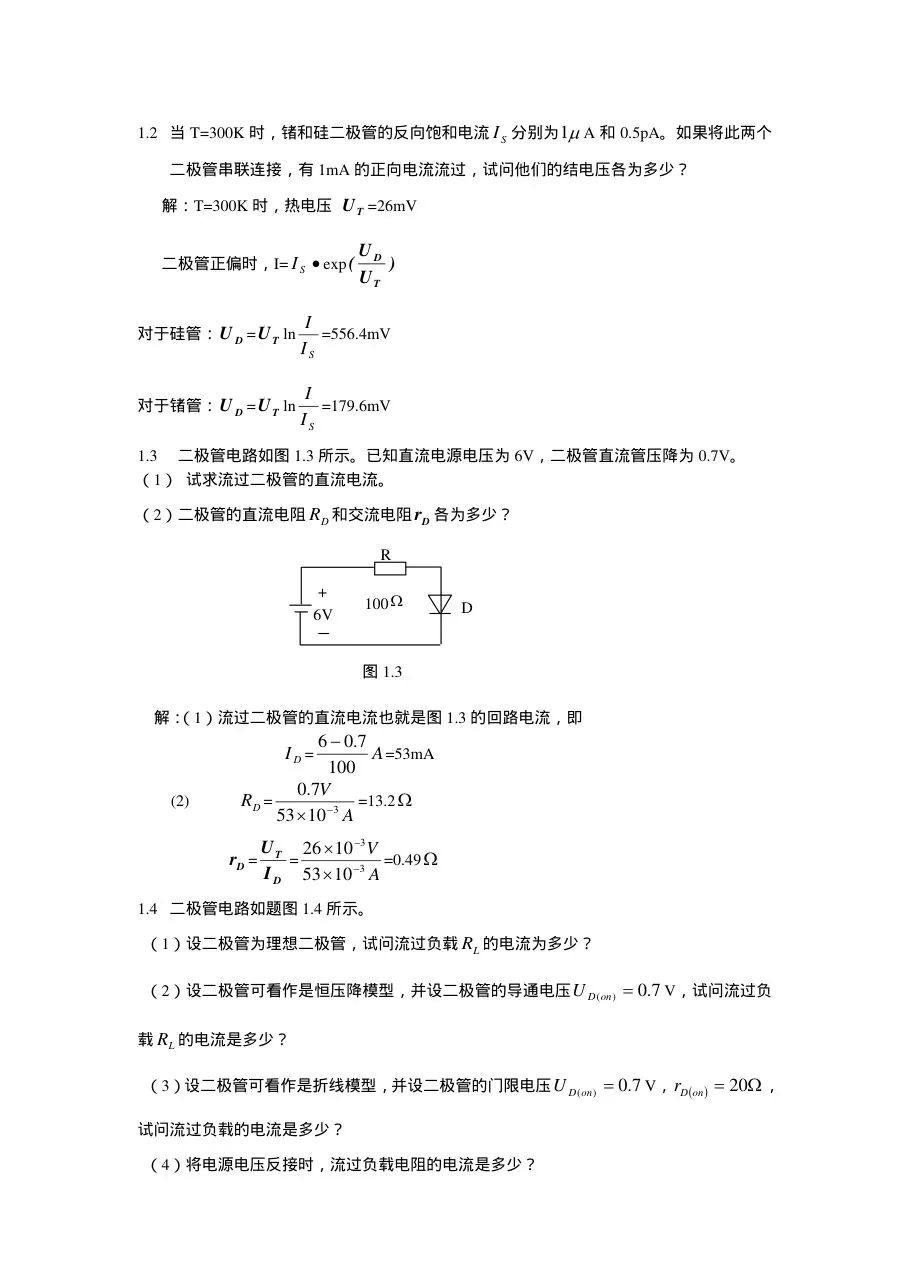 1.2 当 T=300K 时，锗和硅二极管的反向饱和电流 I_S 分别为1μ A 和 0.5pA。如果将此两个
二极管串联连接，有 1mA 的正向电流流过，试问他们的结电压各为多少？
解：T=300K 时，热电压 U_T =26mV
二极管正偏时，I= I_S • exp(U_D/U_T)
对于硅管：U_D = U_T ln I/I_S =556.4mV
对于锗管：U_D = U_T ln I/I_S =179.6mV
1.3 二极管电路如图 1.3 所示。已知直流电源电压为 6V，二极管直流管压降为 0.7V。
（1） 试求流过二极管的直流电流。
（2）二极管的直流电阻 R_D 和交流电阻 r_D 各为多少？
R
+
6V
—
100Ω
D
图 1.3
解：（1）流过二极管的直流电流也就是图 1.3 的回路电流，即
I_D = (6−0.7)/100 A=53mA
(2) R_D = 0.7V/(53×10^−3 A) =13.2Ω
r_D = U_T/I_D = (26×10^−3 V)/(53×10^−3 A) =0.49Ω
1.4 二极管电路如题图 1.4 所示。
（1）设二极管为理想二极管，试问流过负载 R_L 的电流为多少？
（2）设二极管可看作是恒压降模型，并设二极管的导通电压 U_D(on) = 0.7 V，试问流过负
载 R_L 的电流是多少？
（3）设二极管可看作是折线模型，并设二极管的门限电压 U_D(on) = 0.7 V，r_D(on) = 20Ω，
试问流过负载的电流是多少？
（4）将电源电压反接时，流过负载电阻的电流是多少？